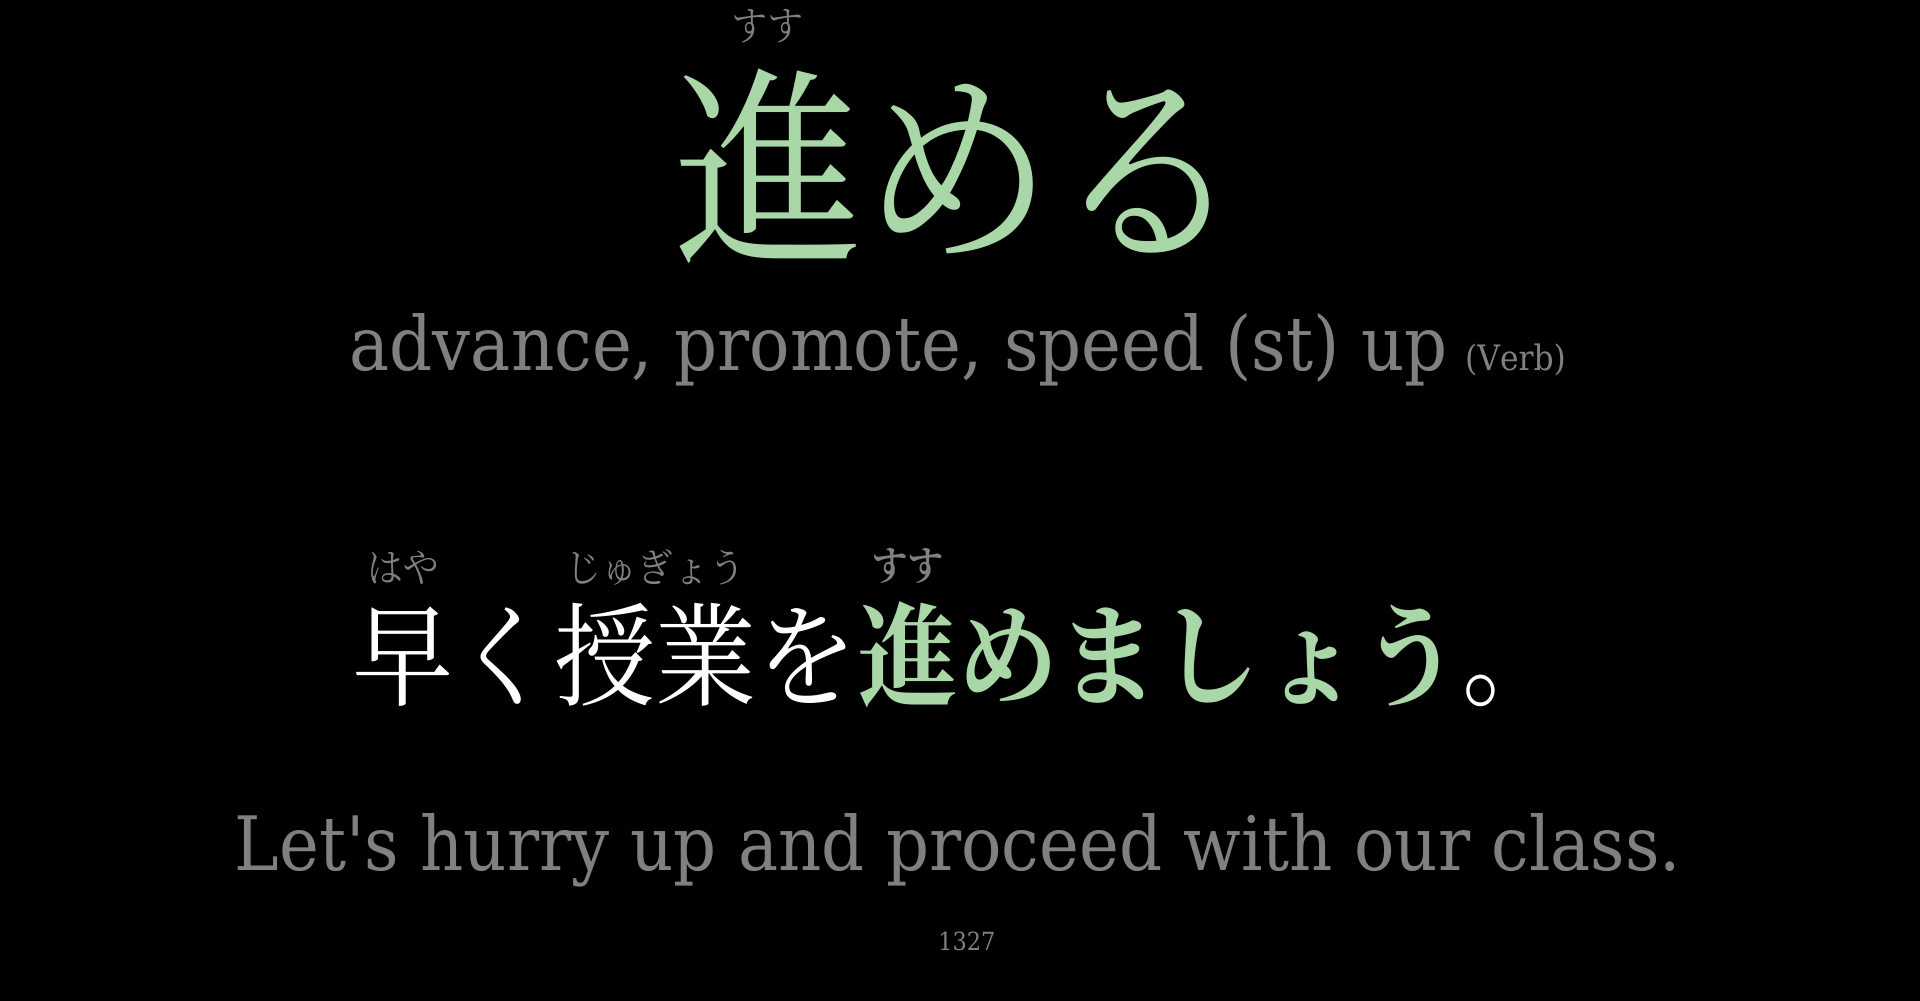 すす
進める
advance, promote, speed (st) up (Verb)
はや じゅぎょう すす
早く授業を進めましょう。
Let's hurry up and proceed with our class.
1327